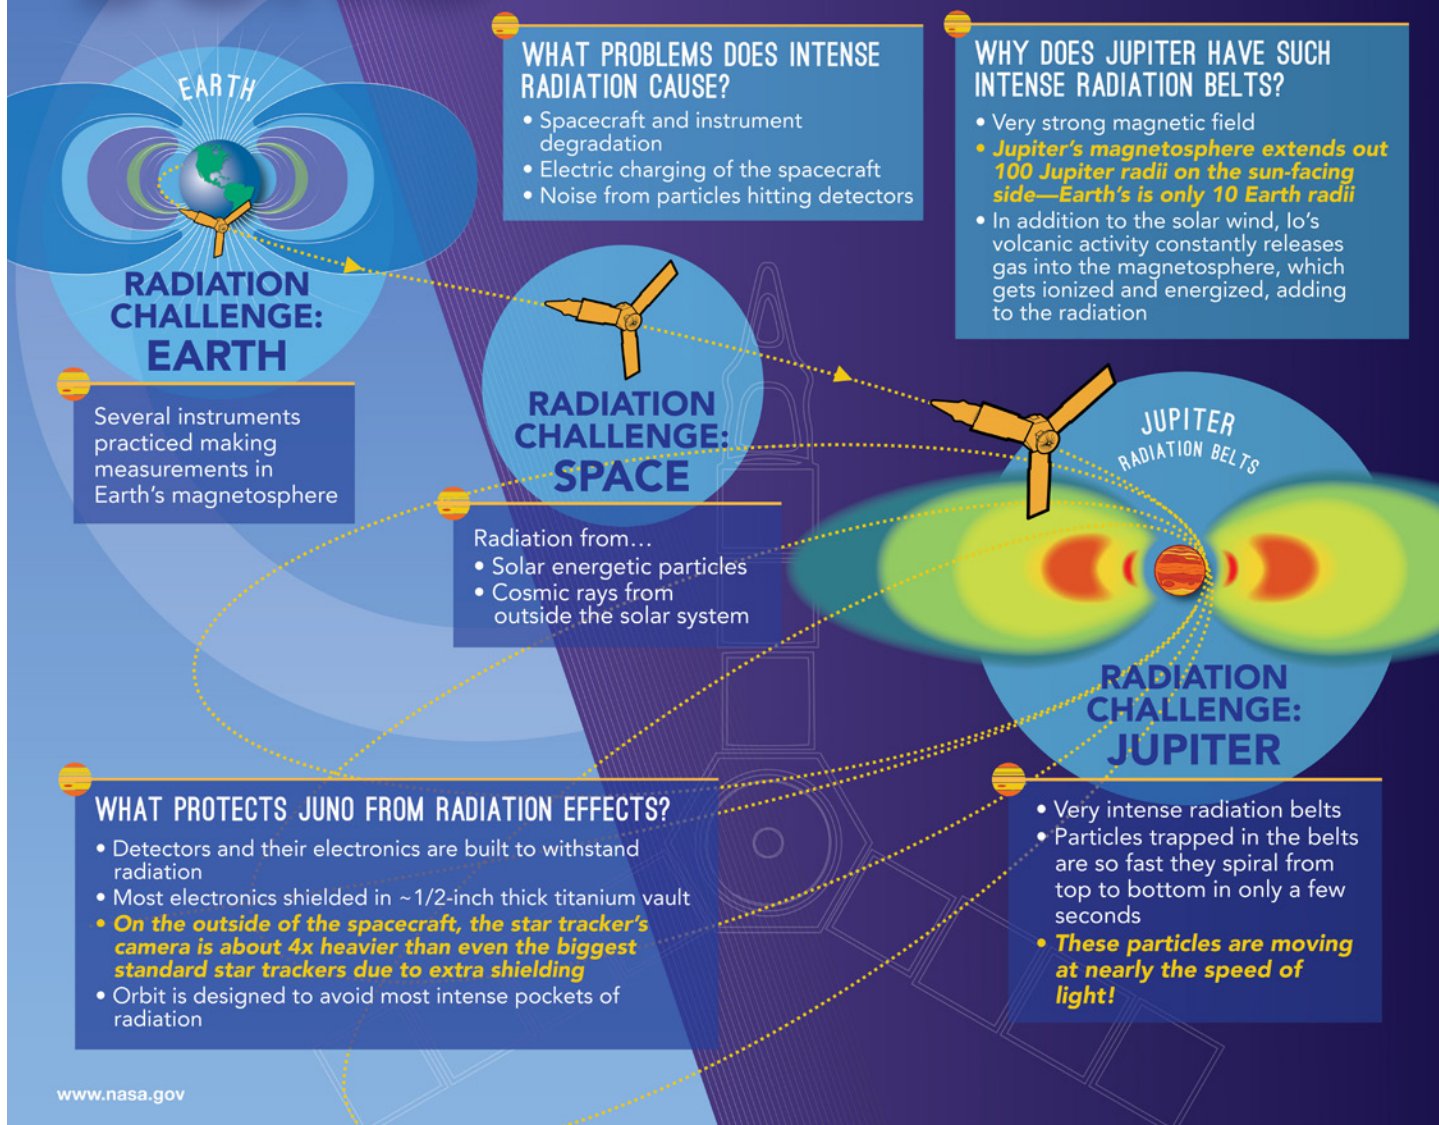 EARTH
RADIATION
CHALLENGE:
EARTH
Several instruments
practiced making
measurements in
Earth's magnetosphere
WHAT PROBLEMS DOES INTENSE
RADIATION CAUSE?
• Spacecraft and instrument
degradation
• Electric charging of the spacecraft
• Noise from particles hitting detectors
WHY DOES JUPITER HAVE SUCH
INTENSE RADIATION BELTS?
• Very strong magnetic field
• Jupiter's magnetosphere extends out
100 Jupiter radii on the sun-facing
side—Earth's is only 10 Earth radii
• In addition to the solar wind, Io's
volcanic activity constantly releases
gas into the magnetosphere, which
gets ionized and energized, adding
to the radiation
RADIATION
CHALLENGE:
SPACE
Radiation from...
• Solar energetic particles
• Cosmic rays from
outside the solar system
JUPITER
RADIATION BELTS
RADIATION
CHALLENGE:
JUPITER
• Very intense radiation belts
• Particles trapped in the belts
are so fast they spiral from
top to bottom in only a few
seconds
• These particles are moving
at nearly the speed of
light!
WHAT PROTECTS JUNO FROM RADIATION EFFECTS?
• Detectors and their electronics are built to withstand
radiation
• Most electronics shielded in ~1/2-inch thick titanium vault
• On the outside of the spacecraft, the star tracker's
camera is about 4x heavier than even the biggest
standard star trackers due to extra shielding
• Orbit is designed to avoid most intense pockets of
radiation
www.nasa.gov